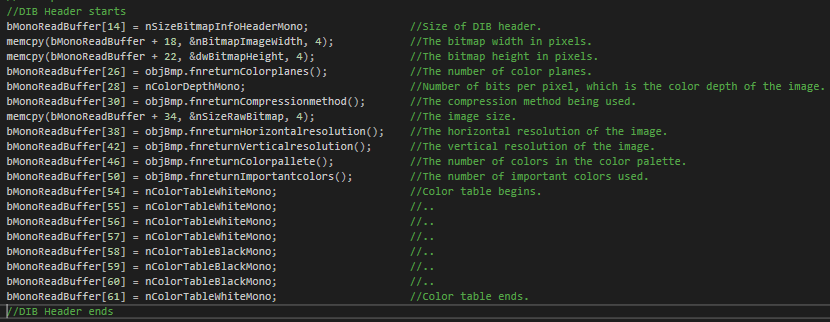 //DIB Header starts
bMonoReadBuffer[14] = nSizeBitmapInfoHeaderMono; //Size of DIB header.
memcpy(bMonoReadBuffer + 18, &nBitmapImageWidth, 4); //The bitmap width in pixels.
memcpy(bMonoReadBuffer + 22, &dwBitmapHeight, 4); //The bitmap height in pixels.
bMonoReadBuffer[26] = objBmp.fnreturnColorplanes(); //The number of color planes.
bMonoReadBuffer[28] = nColorDepthMono; //Number of bits per pixel, which is the color depth of the image.
bMonoReadBuffer[30] = objBmp.fnreturnCompressionmethod(); //The compression method being used.
memcpy(bMonoReadBuffer + 34, &nSizeRawBitmap, 4); //The image size.
bMonoReadBuffer[38] = objBmp.fnreturnHorizontalresolution(); //The horizontal resolution of the image.
bMonoReadBuffer[42] = objBmp.fnreturnVerticalresolution(); //The vertical resolution of the image.
bMonoReadBuffer[46] = objBmp.fnreturnColorpallete(); //The number of colors in the color palette.
bMonoReadBuffer[50] = objBmp.fnreturnImportantcolors(); //The number of important colors used.
bMonoReadBuffer[54] = nColorTableWhiteMono; //Color table begins.
bMonoReadBuffer[55] = nColorTableWhiteMono; //..
bMonoReadBuffer[56] = nColorTableWhiteMono; //..
bMonoReadBuffer[57] = nColorTableWhiteMono; //..
bMonoReadBuffer[58] = nColorTableBlackMono; //..
bMonoReadBuffer[59] = nColorTableBlackMono; //..
bMonoReadBuffer[60] = nColorTableBlackMono; //..
bMonoReadBuffer[61] = nColorTableWhiteMono; //Color table ends.
//DIB Header ends